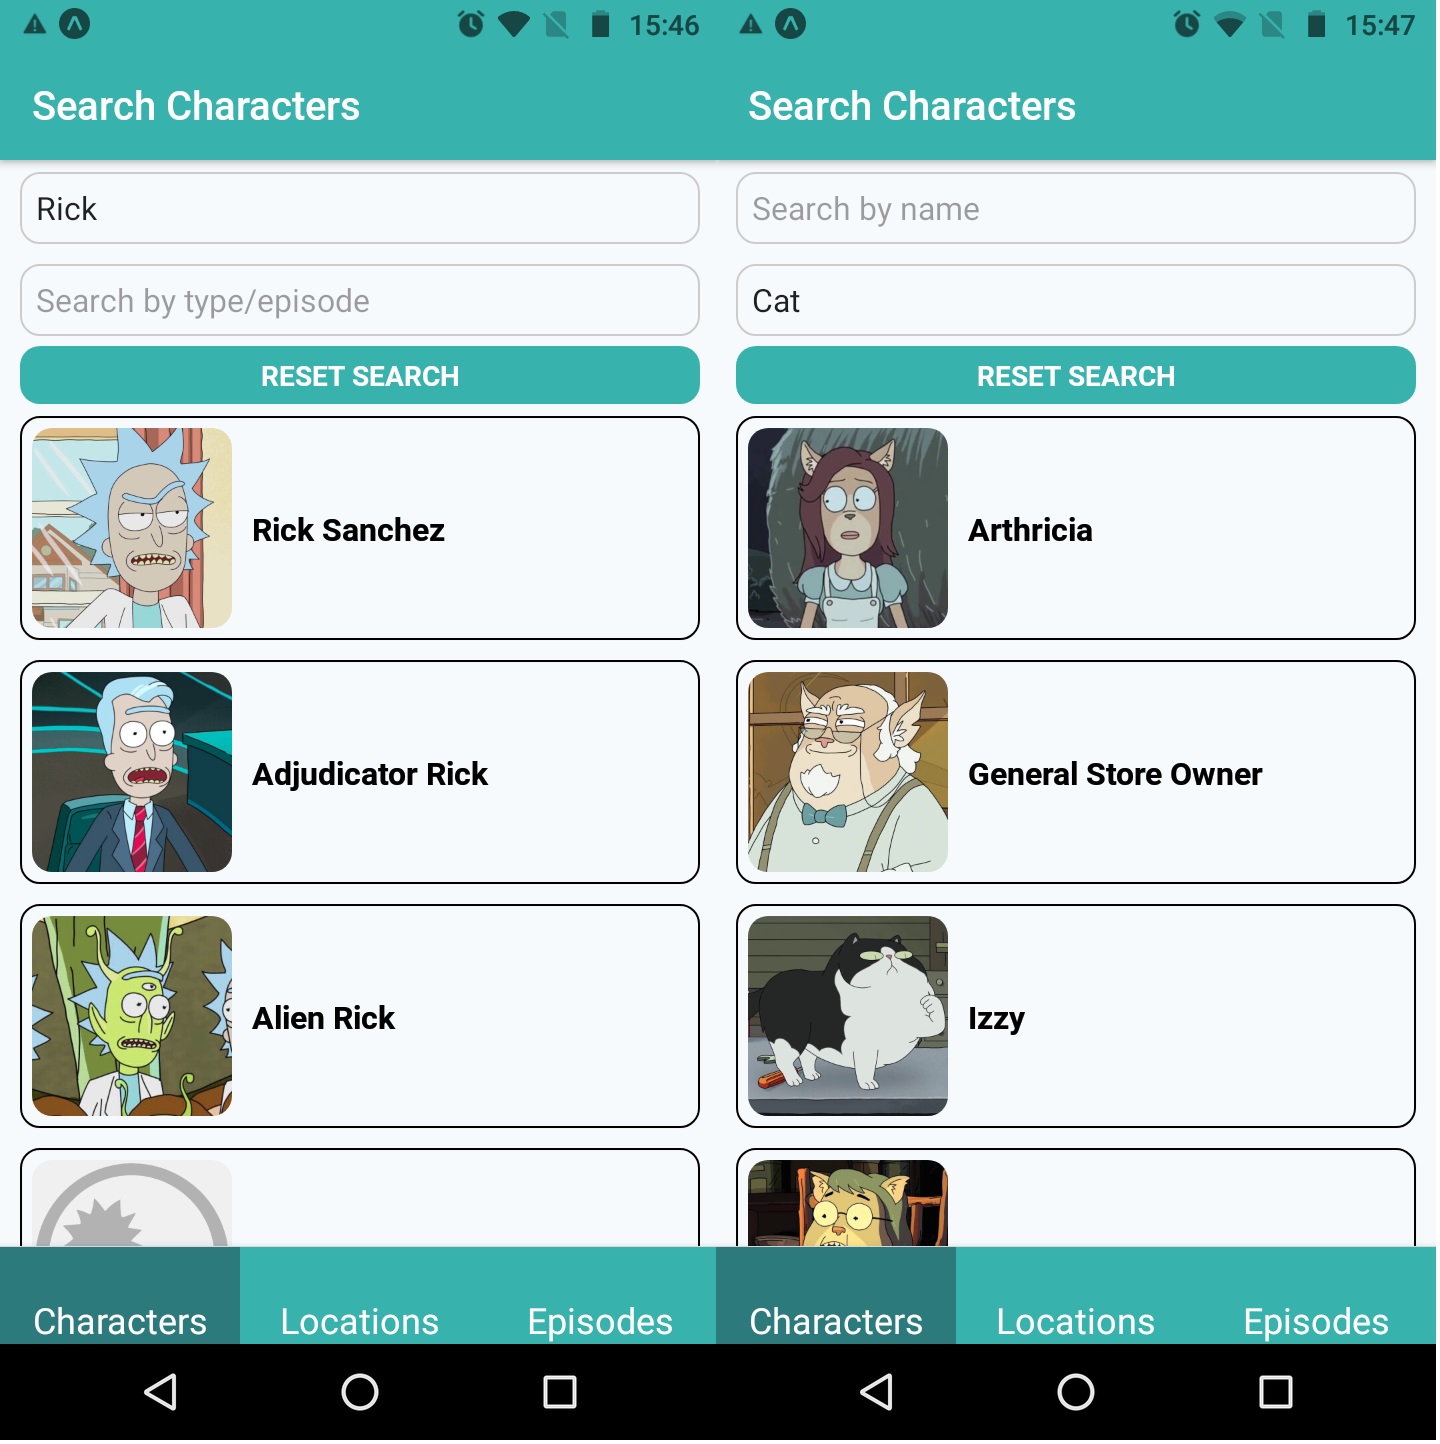 15:46
Search Characters
Rick
Search by type/episode
RESET SEARCH
Rick Sanchez
Adjudicator Rick
Alien Rick
Characters Locations Episodes
15:47
Search Characters
Search by name
Cat
RESET SEARCH
Arthricia
General Store Owner
Izzy
Characters Locations Episodes